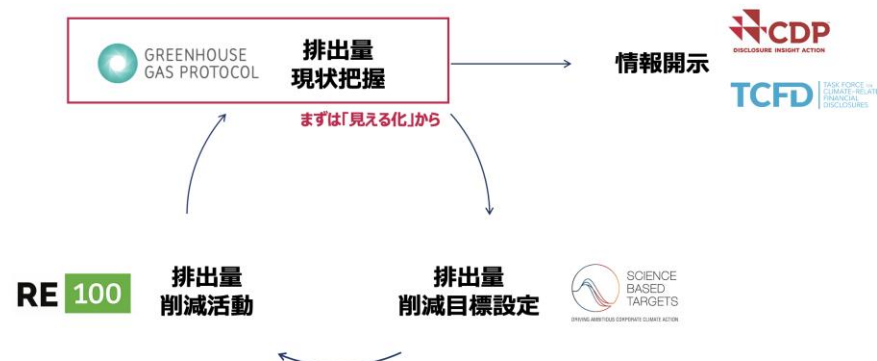 GREENHOUSE
GAS PROTOCOL
排出量
現状把握
まずは「見える化」から
情報開示
CDP
DISCLOSURE INSIGHT ACTION
TCFD
TASK FORCE ON
CLIMATE-RELATE
FINANCIAL
DISCLOSURES
RE 100
排出量
削減活動
排出量
削減目標設定
SCIENCE
BASED
TARGETS
DRIVING AMBITIOUS CORPORATE CLIMATE ACTION